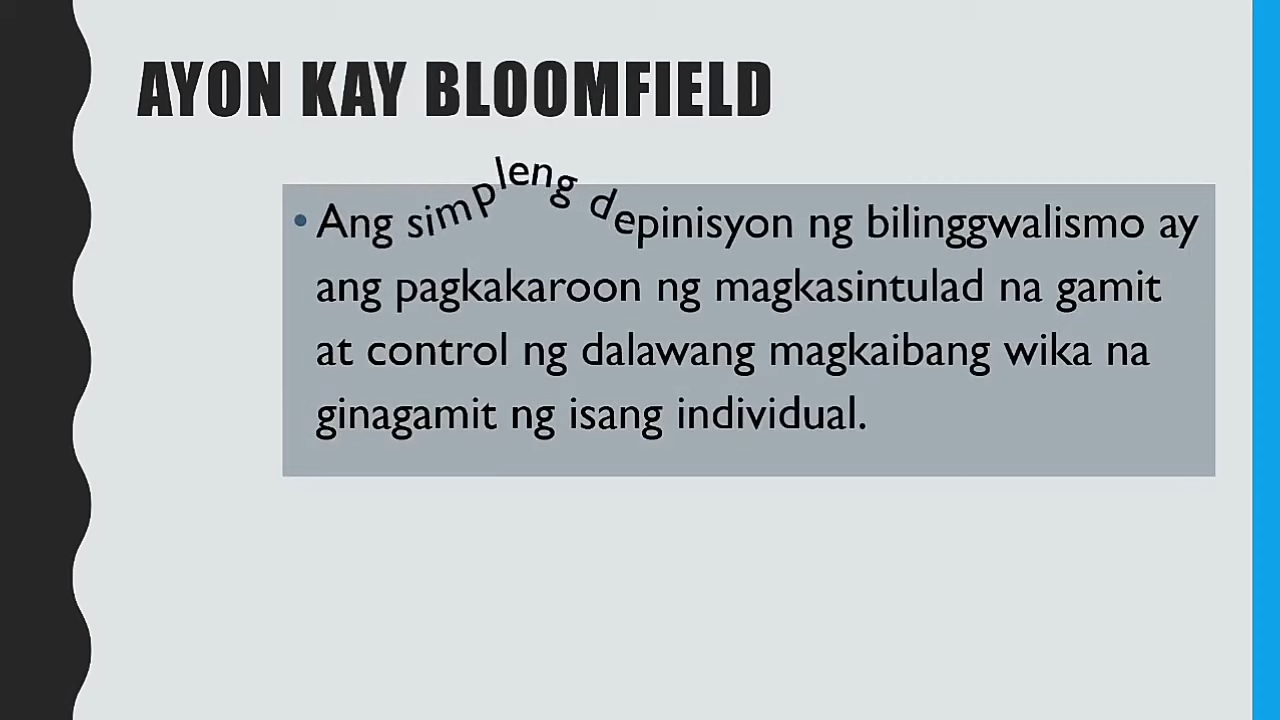 AYON KAY BLOOMFIELD
• Ang simpleng depinisyon ng bilinggwalismo ay
ang pagkakaroon ng magkasintulad na gamit
at control ng dalawang magkaibang wika na
ginagamit ng isang individual.